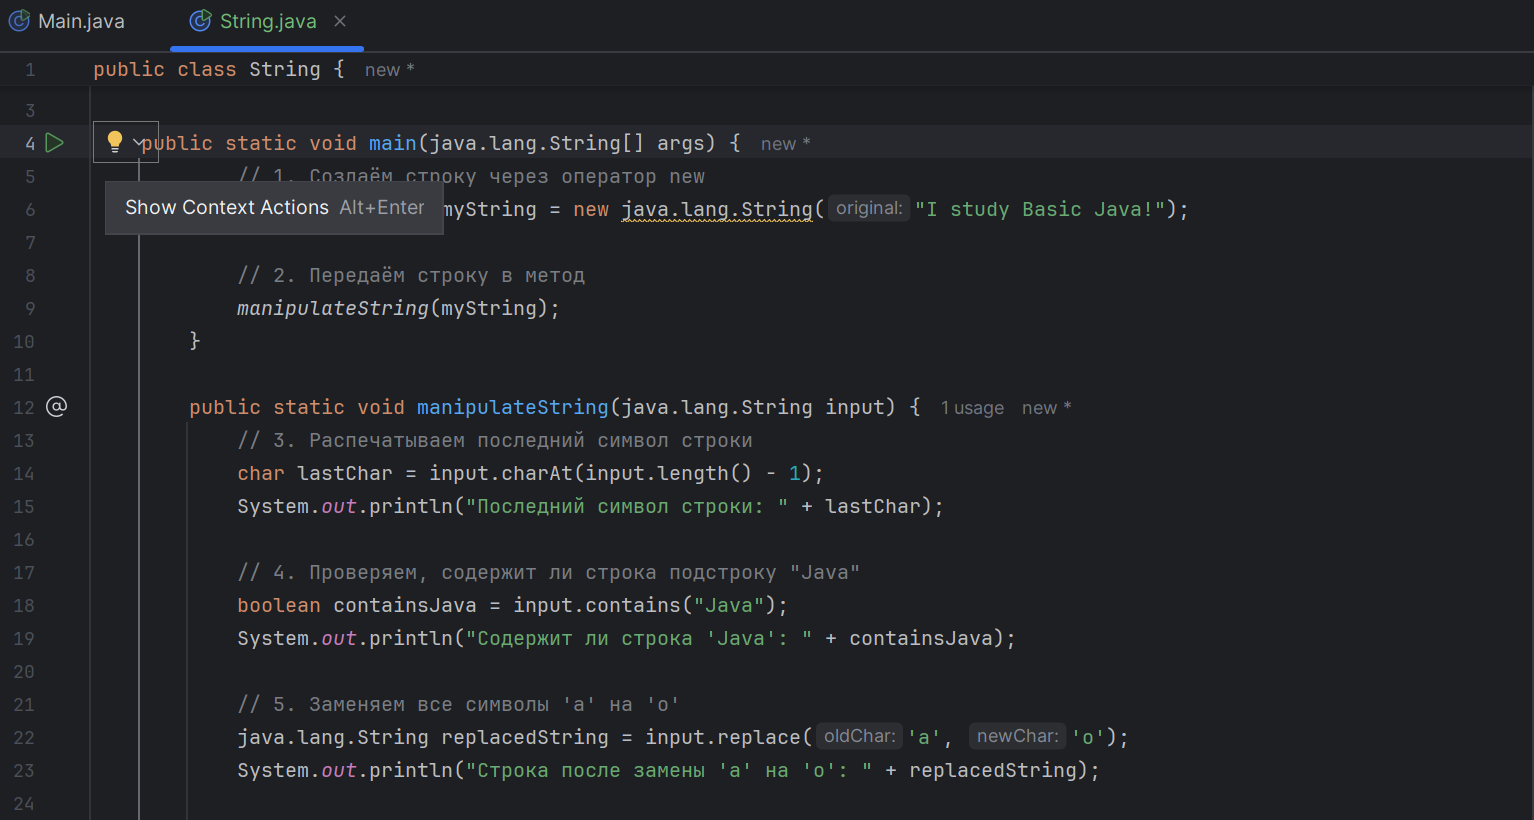 Main.java String.java
1 public class String { new *
3
4 public static void main(java.lang.String[] args) { new *
5 // 1. Создаём строку через оператор new
Show Context Actions Alt+Enter
6 myString = new java.lang.String( original: "I study Basic Java!");
7
8 // 2. Передаём строку в метод
9 manipulateString(myString);
10 }
11
12 @ public static void manipulateString(java.lang.String input) { 1 usage new *
13 // 3. Распечатываем последний символ строки
14 char lastChar = input.charAt(input.length() - 1);
15 System.out.println("Последний символ строки: " + lastChar);
16
17 // 4. Проверяем, содержит ли строка подстроку "Java"
18 boolean containsJava = input.contains("Java");
19 System.out.println("Содержит ли строка 'Java': " + containsJava);
20
21 // 5. Заменяем все символы 'а' на 'о'
22 java.lang.String replacedString = input.replace( oldChar: 'a', newChar: 'o');
23 System.out.println("Строка после замены 'а' на 'о': " + replacedString);
24